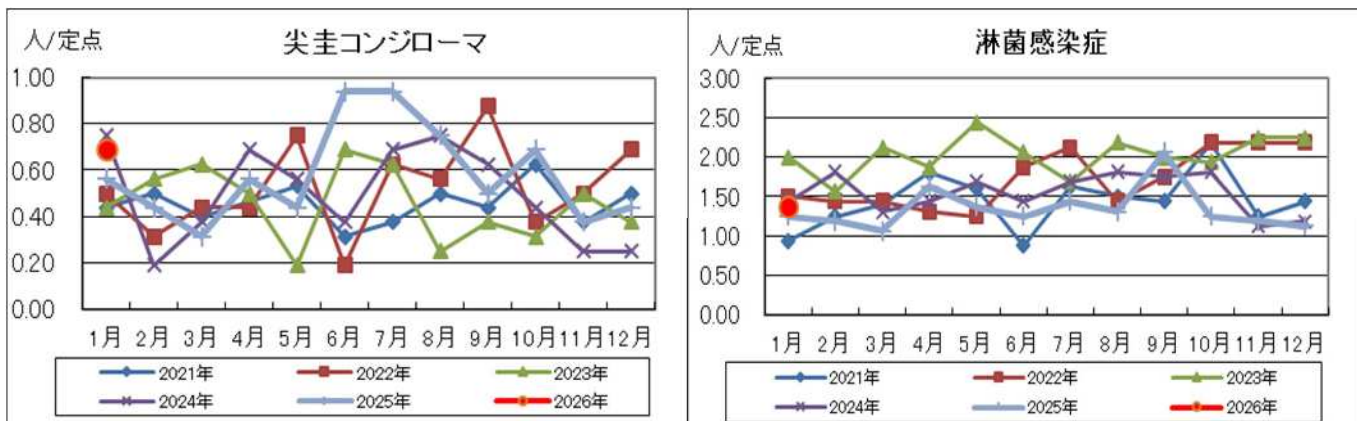 人/定点
尖圭コンジローマ
1.00
0.80
0.60
0.40
0.20
0.00
1月 2月 3月 4月 5月 6月 7月 8月 9月 10月 11月 12月
2021年 2022年 2023年
2024年 2025年 2026年
人/定点
淋菌感染症
3.00
2.50
2.00
1.50
1.00
0.50
0.00
1月 2月 3月 4月 5月 6月 7月 8月 9月 10月 11月 12月
2021年 2022年 2023年
2024年 2025年 2026年